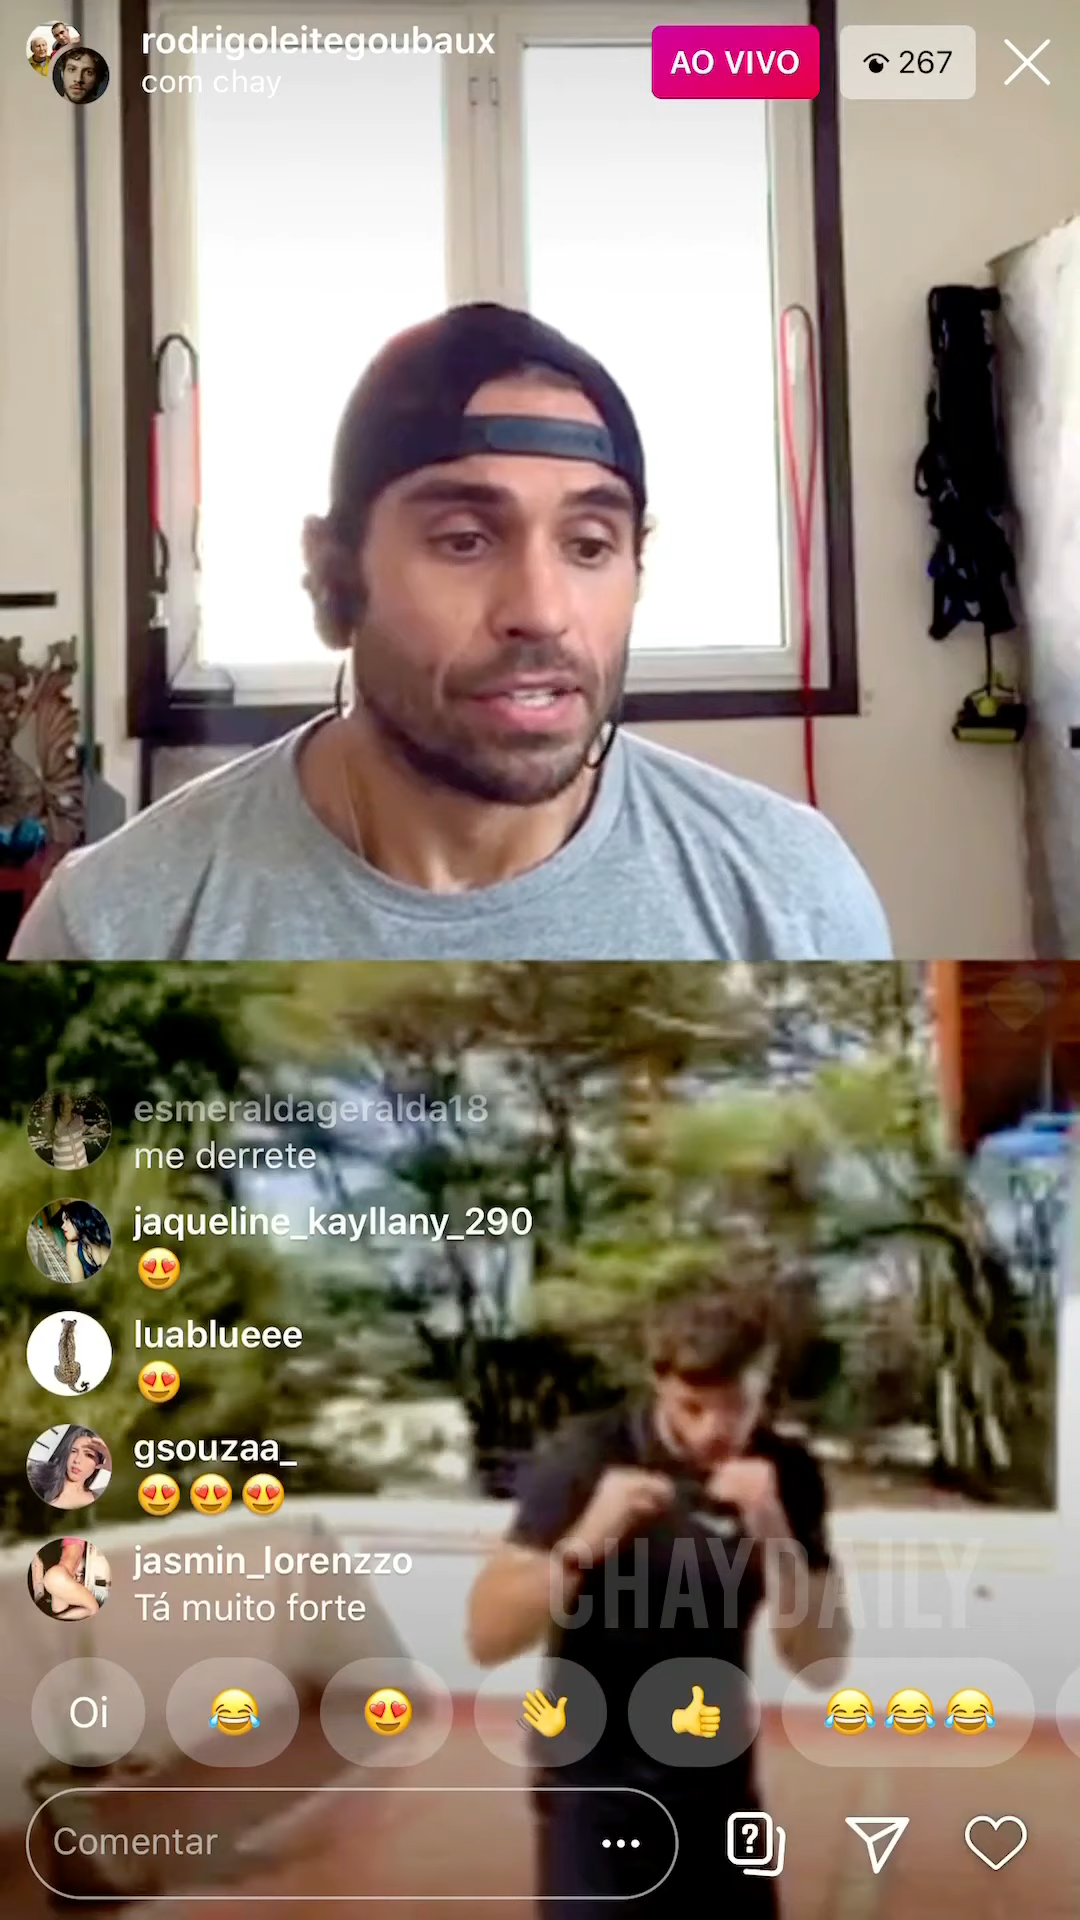 rodrigoleitegoubaux
com chay
AO VIVO
267
esmeraldageralda18
me derrete
jaqueline_kayllany_290
😍
luablueee
😍
gsouzaa_
😍😍😍
jasmin_lorenzzo
Tá muito forte
CHAYDAILY
Oi 😂 😍 👋 👍 😂😂😂
Comentar